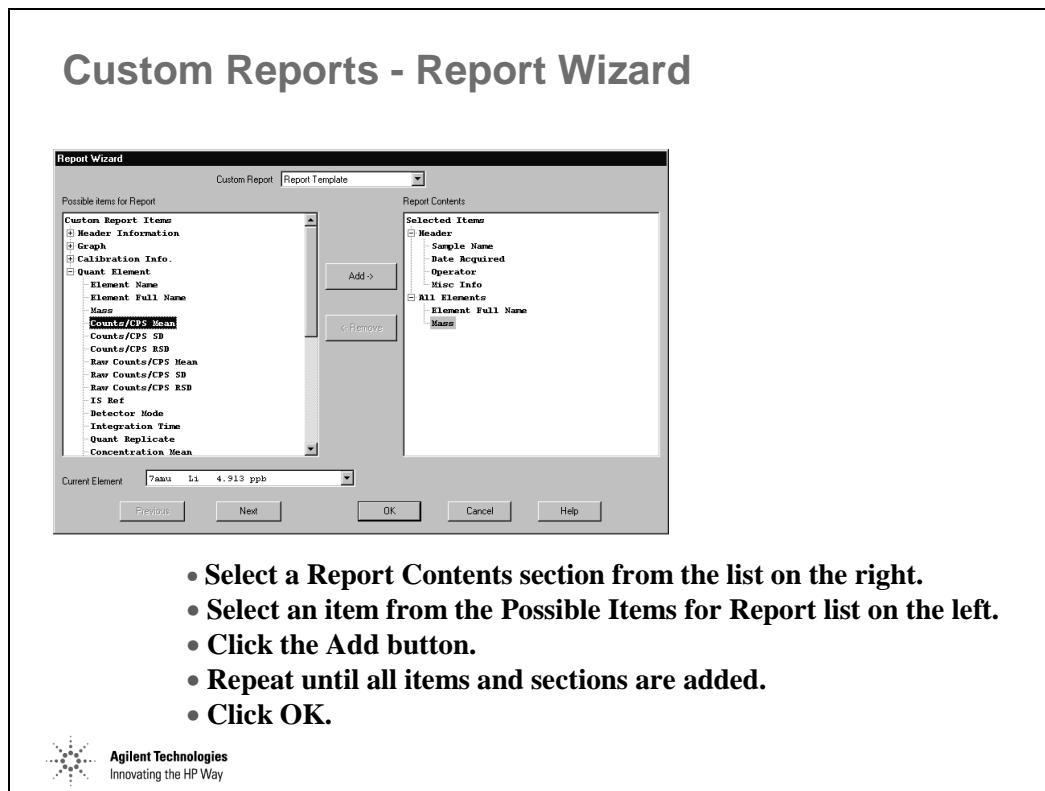 Custom Reports - Report Wizard
Report Wizard
Custom Report Report Template
Possible items for Report
Custom Report Items
Header Information
Graph
Calibration Info.
Quant Element
Element Name
Element Full Name
Mass
Counts/CPS Mean
Counts/CPS SD
Counts/CPS RSD
Raw Counts/CPS Mean
Raw Counts/CPS SD
Raw Counts/CPS RSD
IS Ref
Detector Mode
Integration Time
Quant Replicate
Concentration Mean
Add ->
<- Remove
Report Contents
Selected Items
Header
Sample Name
Date Acquired
Operator
Misc Info
All Elements
Element Full Name
Mass
Current Element 7amu Li 4.913 ppb
Previous Next OK Cancel Help
• Select a Report Contents section from the list on the right.
• Select an item from the Possible Items for Report list on the left.
• Click the Add button.
• Repeat until all items and sections are added.
• Click OK.
Agilent Technologies
Innovating the HP Way